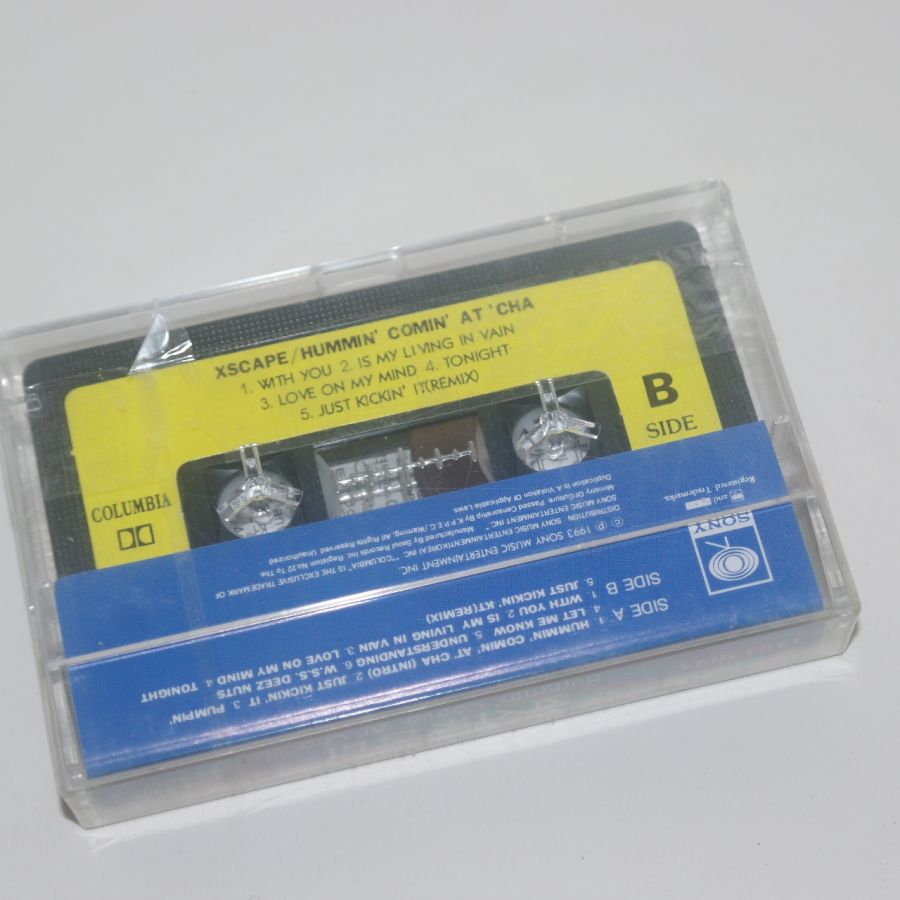 XSCAPE/HUMMIN' COMIN' AT 'CHA
1. WITH YOU 2. IS MY LIVING IN VAIN
3. LOVE ON MY MIND 4. TONIGHT
5. JUST KICKIN' IT(REMIX)
B
SIDE
COLUMBIA
SONY
SIDE A 1. HUMMIN' COMIN' AT' CHA (INTRO) 2. JUST KICKIN' IT 3. PUMPIN'
4. LET ME KNOW 5. UNDERSTANDING 6. W.S.S. DEEZ NUTS
SIDE B 1. WITH YOU 2. IS MY LIVING IN VAIN 3. LOVE ON MY MIND 4. TONIGHT
5. JUST KICKIN' XT(REMIX)
© ℗ 1993 SONY MUSIC ENTERTAINMENT INC.
DISTRIBUTION SONY MUSIC ENTERTAINMENT(KOREA) INC. "COLUMBIA" IS THE EXCLUSIVE TRADEMARK OF
SONY MUSIC ENTERTAINMENT INC. Manufactured By Seoul Records Inc. Registion No.22 To The
Ministry Of Culture. Passed Censorship By P.K.P.P.E.C. Warning:All Rights Reserved. Unauthorized
Duplication Is A Violation Of Applicable Laws.
and
Registered Trademarks